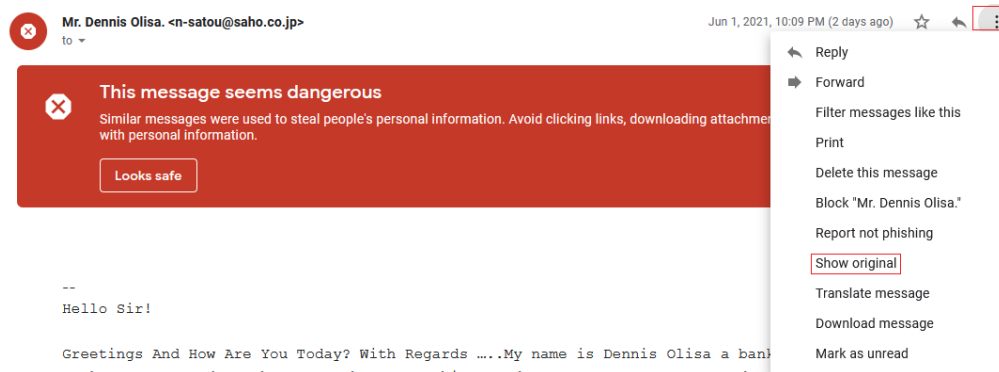 Mr. Dennis Olisa. <n-satou@saho.co.jp>
Jun 1, 2021, 10:09 PM (2 days ago)
to
This message seems dangerous
Similar messages were used to steal people's personal information. Avoid clicking links, downloading
with personal information.
Looks safe
Reply
Forward
Filter messages like this
Print
Delete this message
Block "Mr. Dennis Olisa."
Report not phishing
Show original
Translate message
Download message
Mark as unread
--
Hello Sir!
Greetings And How Are You Today? With Regards …..My name is Dennis Olisa a bank